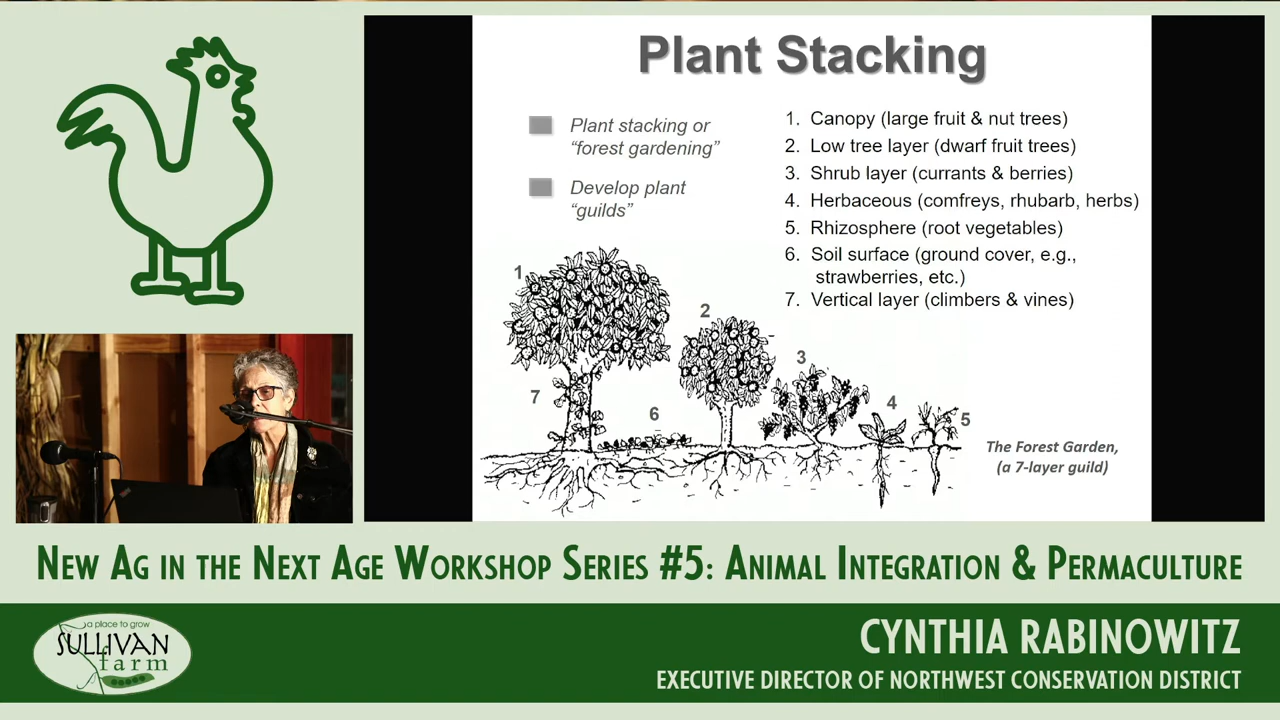 Plant Stacking
Plant stacking or
“forest gardening”
Develop plant
“guilds”
1. Canopy (large fruit & nut trees)
2. Low tree layer (dwarf fruit trees)
3. Shrub layer (currants & berries)
4. Herbaceous (comfreys, rhubarb, herbs)
5. Rhizosphere (root vegetables)
6. Soil surface (ground cover, e.g.,
strawberries, etc.)
7. Vertical layer (climbers & vines)
1
2
3
7
6
4
5
The Forest Garden,
(a 7-layer guild)
NEW AG IN THE NEXT AGE WORKSHOP SERIES #5: ANIMAL INTEGRATION & PERMACULTURE
a place to grow
SULLIVAN
farm
CYNTHIA RABINOWITZ
EXECUTIVE DIRECTOR OF NORTHWEST CONSERVATION DISTRICT